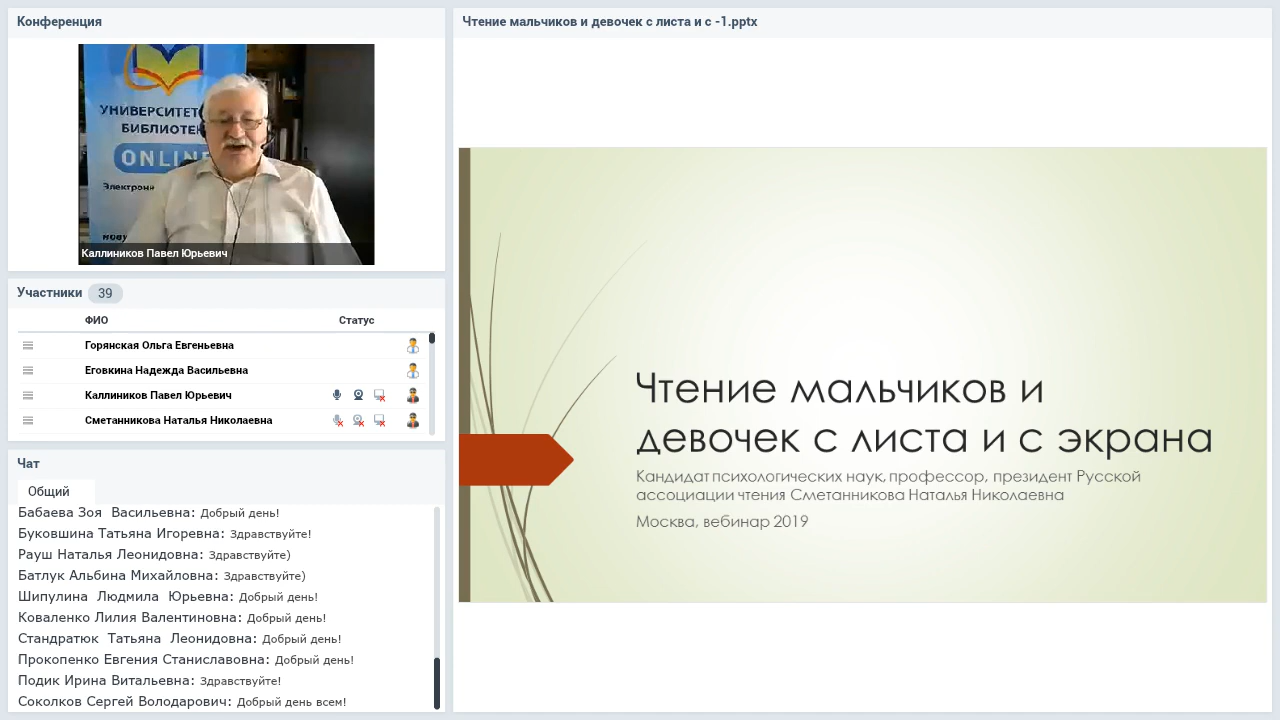 Конференция
УНИВЕРСИТЕТ
БИБЛИОТЕК
ONLINE
Электронн
нову
Каллиников Павел Юрьевич
Участники 39
ФИО Статус
Горянская Ольга Евгеньевна
Еговкина Надежда Васильевна
Каллиников Павел Юрьевич
Сметанникова Наталья Николаевна
Чат
Общий
Бабаева Зоя Васильевна: Добрый день!
Буковшина Татьяна Игоревна: Здравствуйте!
Рауш Наталья Леонидовна: Здравствуйте)
Батлук Альбина Михайловна: Здравствуйте)
Шипулина Людмила Юрьевна: Добрый день!
Коваленко Лилия Валентиновна: Добрый день!
Стандратюк Татьяна Леонидовна: Добрый день!
Прокопенко Евгения Станиславовна: Добрый день!
Подик Ирина Витальевна: Здравствуйте!
Соколков Сергей Володарович: Добрый день всем!
Чтение мальчиков и девочек с листа и с -1.pptx
Чтение мальчиков и
девочек с листа и с экрана
Кандидат психологических наук, профессор, президент Русской
ассоциации чтения Сметанникова Наталья Николаевна
Москва, вебинар 2019